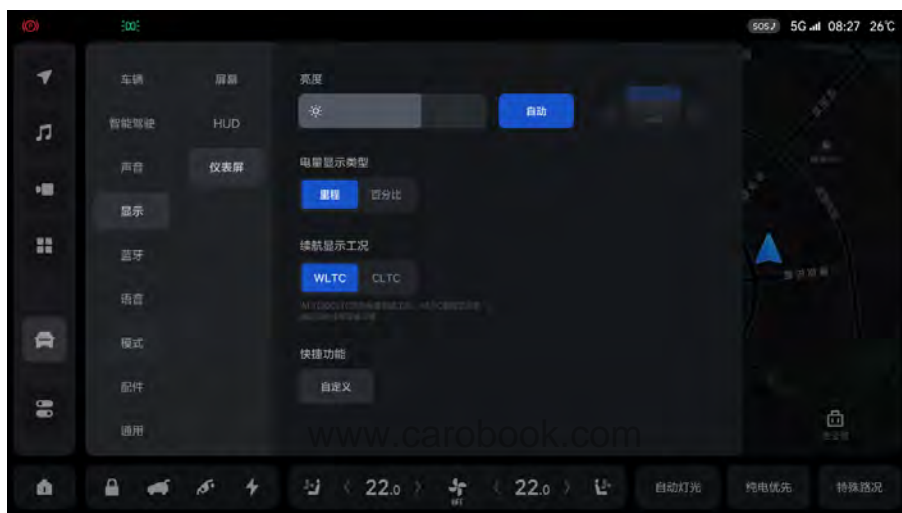 SOS 5G 08:27 26℃
车辆
屏幕
亮度
自动
智能驾驶
HUD
声音
仪表屏
电量显示类型
里程
百分比
显示
蓝牙
续航显示工况
WLTC
CLTC
语音
模式
快捷功能
自定义
配件
通用
www.carobook.com
22.0
OFF
22.0
自动灯光
纯电优先
特殊路况